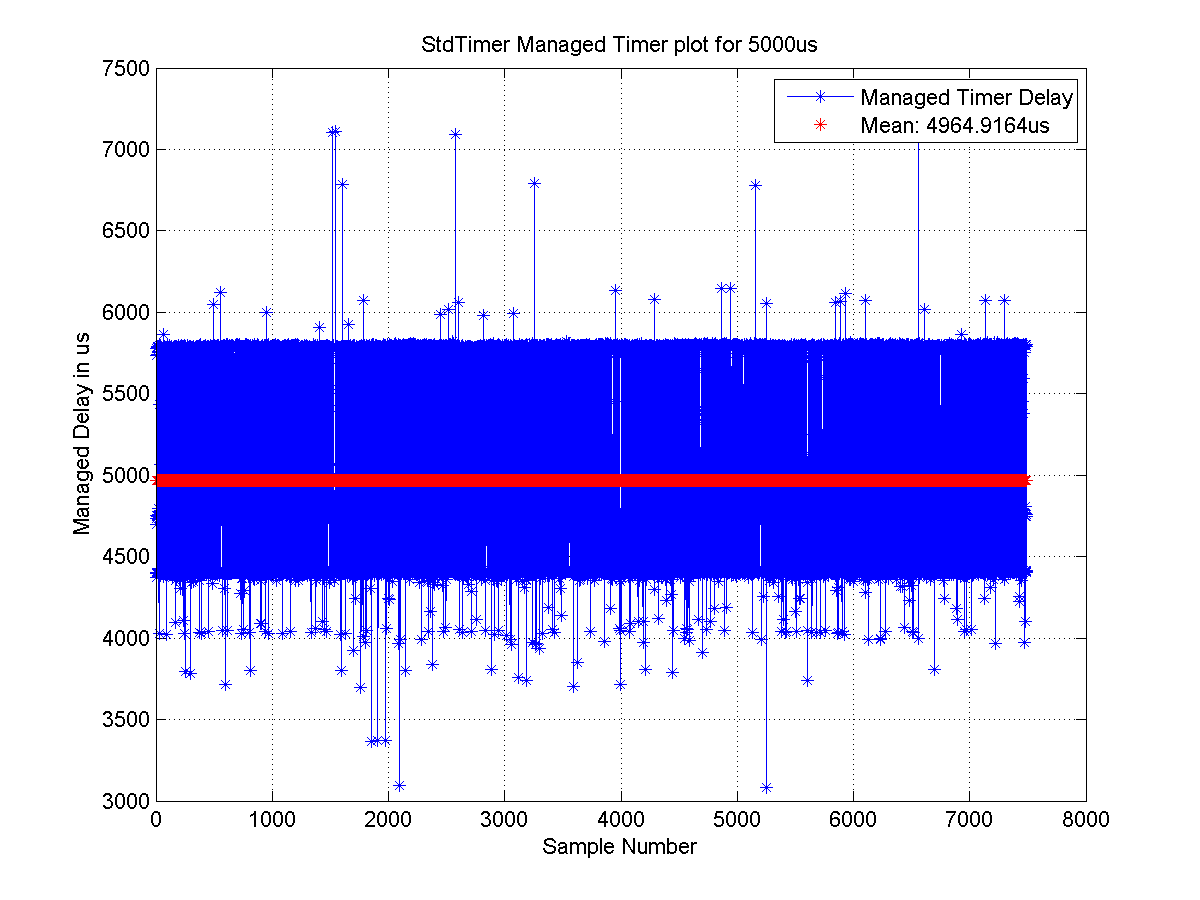 StdTimer Managed Timer plot for 5000us
7500
7000
6500
6000
5500
5000
4500
4000
3500
3000
Managed Delay in us
Managed Timer Delay
Mean: 4964.9164us
0 1000 2000 3000 4000 5000 6000 7000 8000
Sample Number